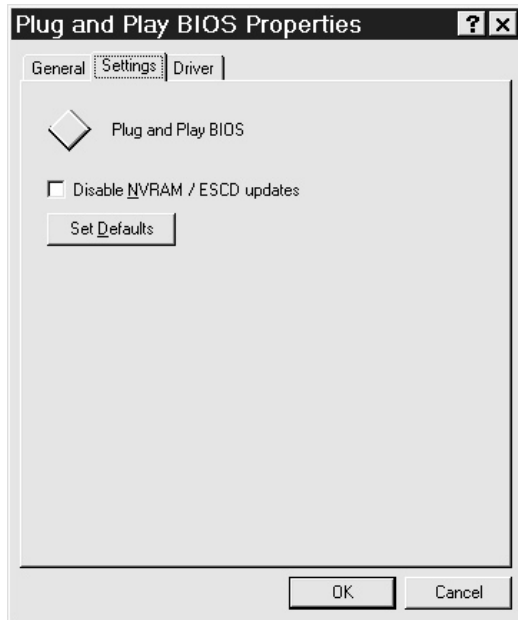 Plug and Play BIOS Properties
General Settings Driver
Plug and Play BIOS
Disable NVRAM / ESCD updates
Set Defaults
OK Cancel